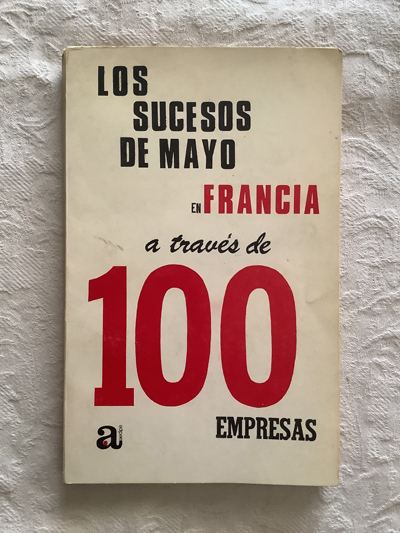 LOS
SUCESOS
DE MAYO
EN FRANCIA
a través de
100
EMPRESAS
a.